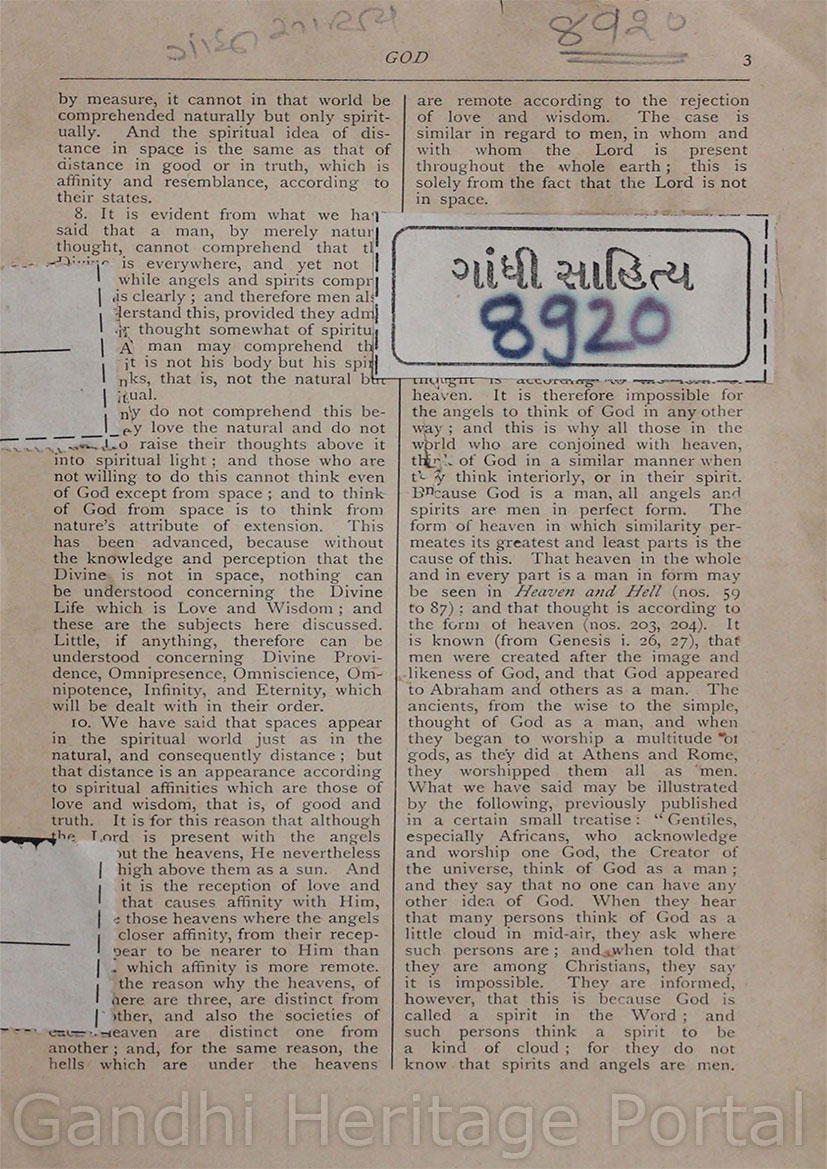 ગાંધી સાહિત્ય
8920
GOD
3
by measure, it cannot in that world be
comprehended naturally but only spirit-
ually. And the spiritual idea of dis-
tance in space is the same as that of
distance in good or in truth, which is
affinity and resemblance, according to
their states.
8. It is evident from what we
said that a man, by merely
thought, cannot comprehend that
is everywhere, and yet not
while angels and spirits
clearly ; and therefore men
this, provided they
thought somewhat of
A man may comprehend
it is not his body but his
that is, not the natural
do not comprehend this be-
love the natural and do not
raise their thoughts above it
into spiritual light ; and those who are
not willing to do this cannot think even
of God except from space ; and to think
of God from space is to think from
nature's attribute of extension. This
has been advanced, because without
the knowledge and perception that the
Divine is not in space, nothing can
be understood concerning the Divine
Life which is Love and Wisdom ; and
these are the subjects here discussed.
Little, if anything, therefore can be
understood concerning Divine Provi-
dence, Omnipresence, Omniscience, Om-
nipotence, Infinity, and Eternity, which
will be dealt with in their order.
10. We have said that spaces appear
in the spiritual world just as in the
natural, and consequently distance ; but
that distance is an appearance according
to spiritual affinities which are those of
love and wisdom, that is, of good and
truth. It is for this reason that although
the Lord is present with the angels
the heavens, He nevertheless
high above them as a sun. And
it is the reception of love and
that causes affinity with Him,
those heavens where the angels
closer affinity, from their recep-
to be nearer to Him than
which affinity is more remote.
the reason why the heavens, of
are three, are distinct from
and also the societies of
heaven are distinct one from
another ; and, for the same reason, the
hells which are under the heavens
are remote according to the rejection
of love and wisdom. The case is
similar in regard to men, in whom and
with whom the Lord is present
throughout the whole earth ; this is
solely from the fact that the Lord is not
in space.
ગાંધી સાહિત્ય
8920
heaven. It is therefore impossible for
the angels to think of God in any other
way ; and this is why all those in the
world who are conjoined with heaven,
of God in a similar manner when
think interiorly, or in their spirit.
Because God is a man, all angels and
spirits are men in perfect form. The
form of heaven in which similarity per-
meates its greatest and least parts is the
cause of this. That heaven in the whole
and in every part is a man in form may
be seen in Heaven and Hell (nos. 59
to 87) ; and that thought is according to
the form of heaven (nos. 203, 204). It
is known (from Genesis i. 26, 27), that
men were created after the image and
likeness of God, and that God appeared
to Abraham and others as a man. The
ancients, from the wise to the simple,
thought of God as a man, and when
they began to worship a multitude of
gods, as they did at Athens and Rome,
they worshipped them all as men.
What we have said may be illustrated
by the following, previously published
in a certain small treatise : “ Gentiles,
especially Africans, who acknowledge
and worship one God, the Creator of
the universe, think of God as a man ;
and they say that no one can have any
other idea of God. When they hear
that many persons think of God as a
little cloud in mid-air, they ask where
such persons are ; and when told that
they are among Christians, they say
it is impossible. They are informed,
however, that this is because God is
called a spirit in the Word ; and
such persons think a spirit to be
a kind of cloud ; for they do not
know that spirits and angels are men.
Gandhi Heritage Portal